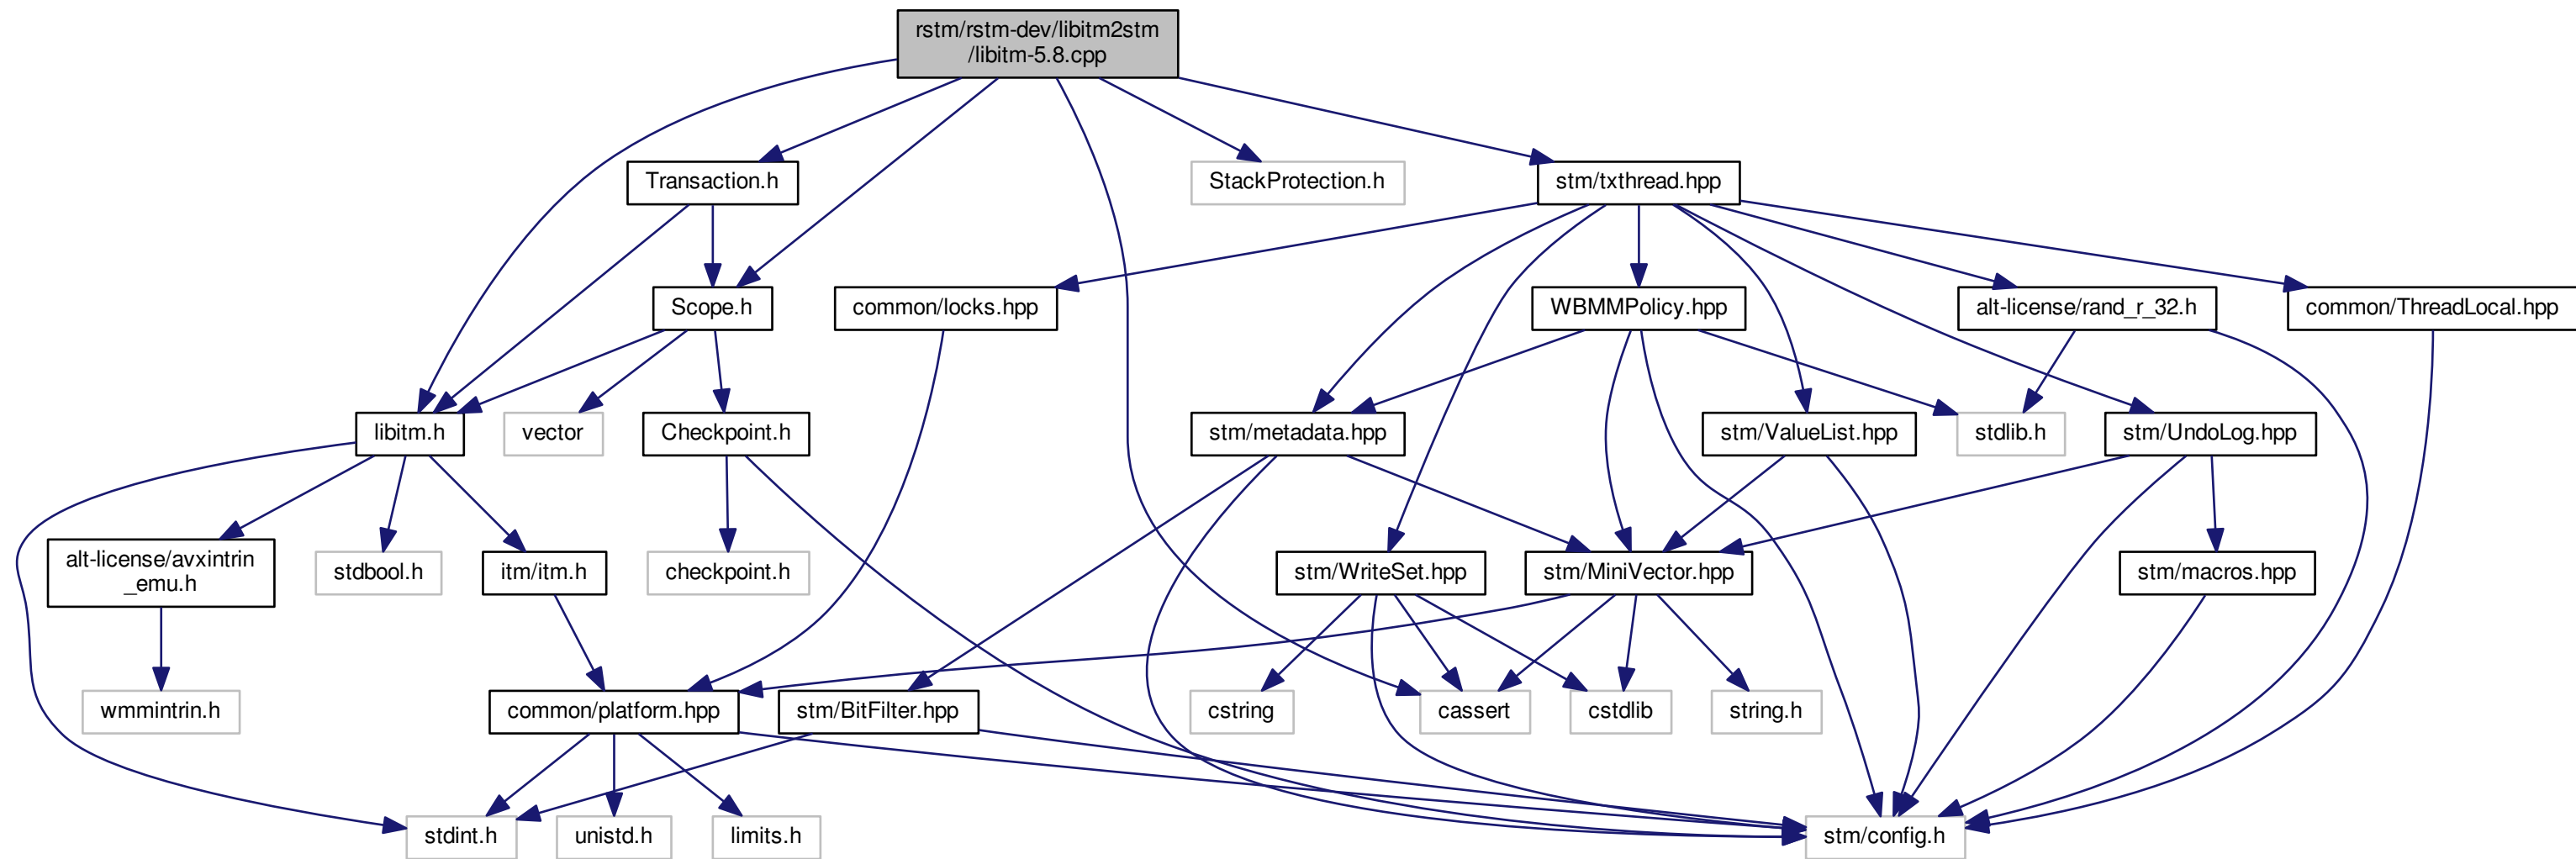 rstm/rstm-dev/libitm2stm
/libitm-5.8.cpp
Transaction.h
StackProtection.h
stm/txthread.hpp
Scope.h
common/locks.hpp
WBMMPolicy.hpp
alt-license/rand_r_32.h
common/ThreadLocal.hpp
libitm.h
vector
Checkpoint.h
stm/metadata.hpp
stm/ValueList.hpp
stdlib.h
stm/UndoLog.hpp
alt-license/avxintrin
_emu.h
stdbool.h
itm/itm.h
checkpoint.h
stm/WriteSet.hpp
stm/MiniVector.hpp
stm/macros.hpp
wmmintrin.h
common/platform.hpp
stm/BitFilter.hpp
cstring
cassert
cstdlib
string.h
stdint.h
unistd.h
limits.h
stm/config.h